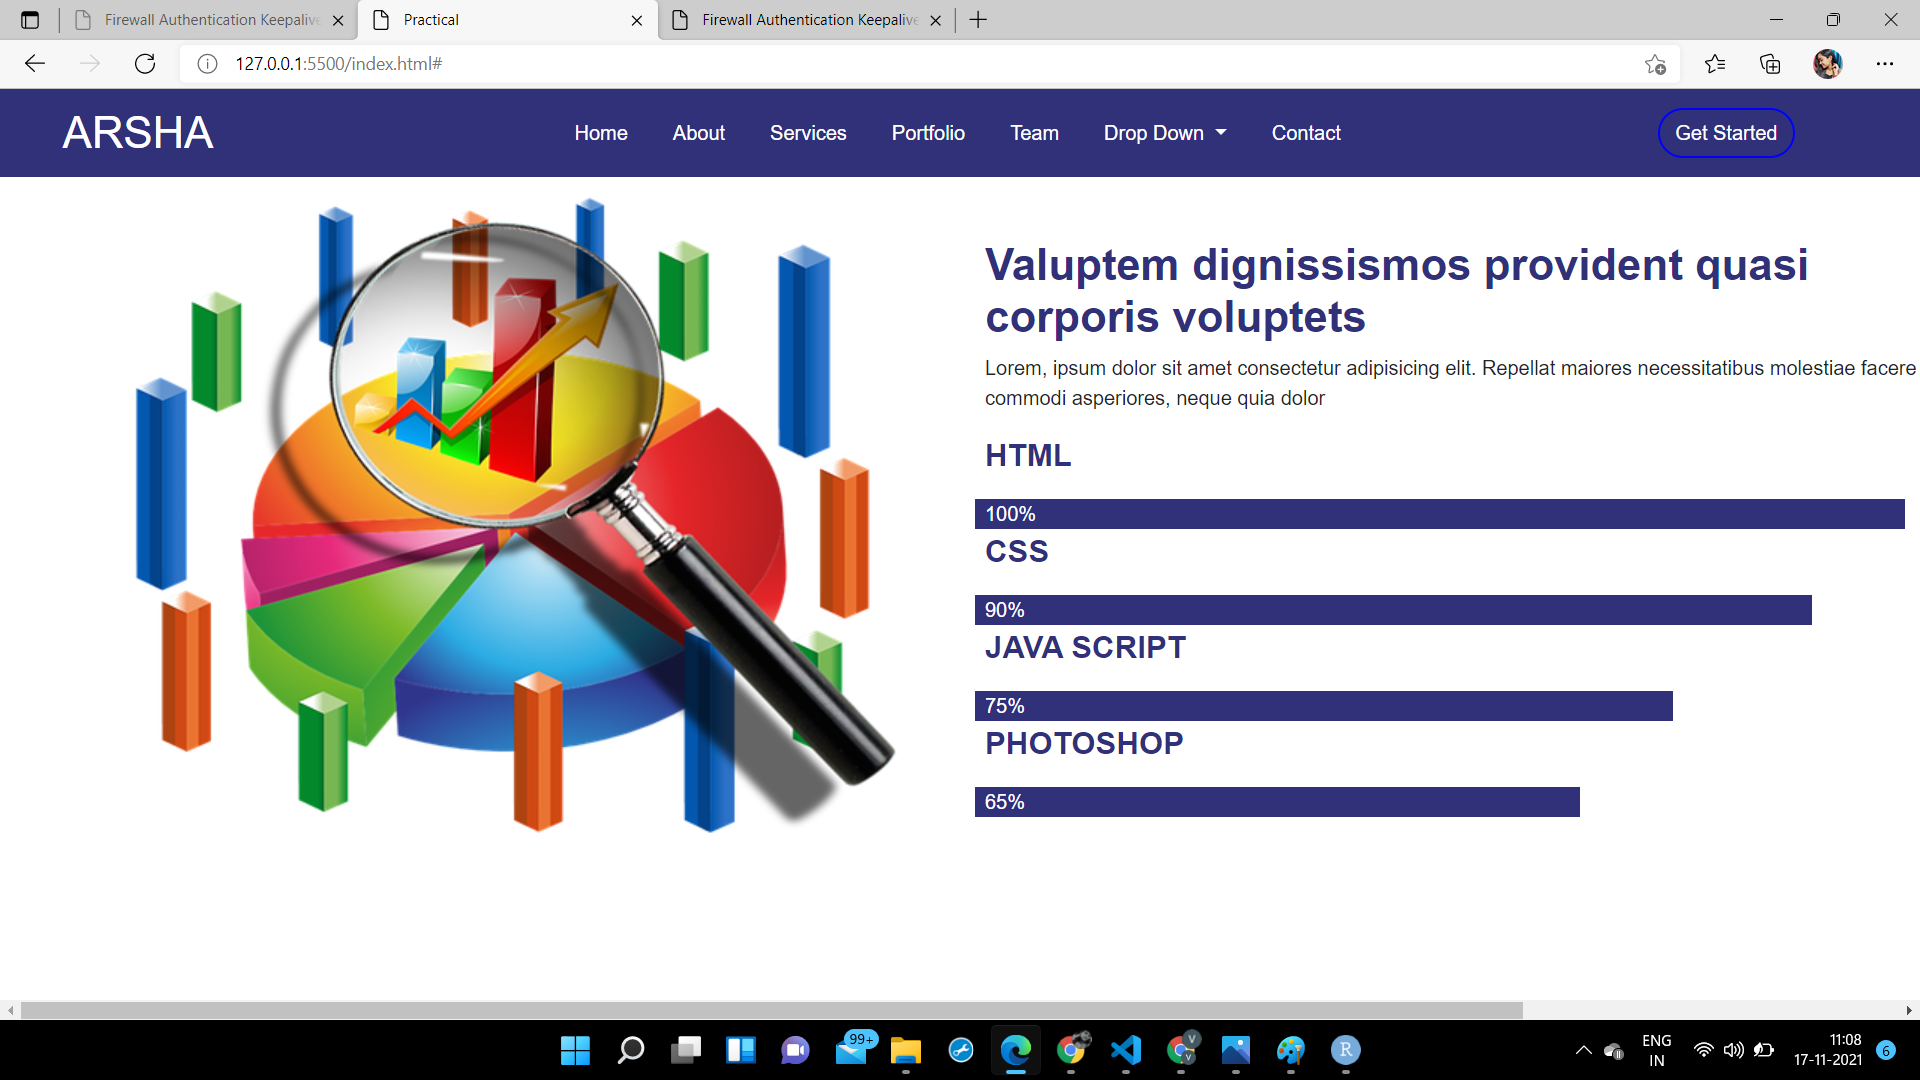 Firewall Authentication Keepalive
Practical
Firewall Authentication Keepalive
127.0.0.1:5500/index.html#
ARSHA
Home
About
Services
Portfolio
Team
Drop Down
Contact
Get Started
Valuptem dignissismos provident quasi
corporis voluptets
Lorem, ipsum dolor sit amet consectetur adipisicing elit. Repellat maiores necessitatibus molestiae facere
commodi asperiores, neque quia dolor
HTML
100%
CSS
90%
JAVA SCRIPT
75%
PHOTOSHOP
65%
99+
V
V
R
ENG
IN
11:08
17-11-2021
6